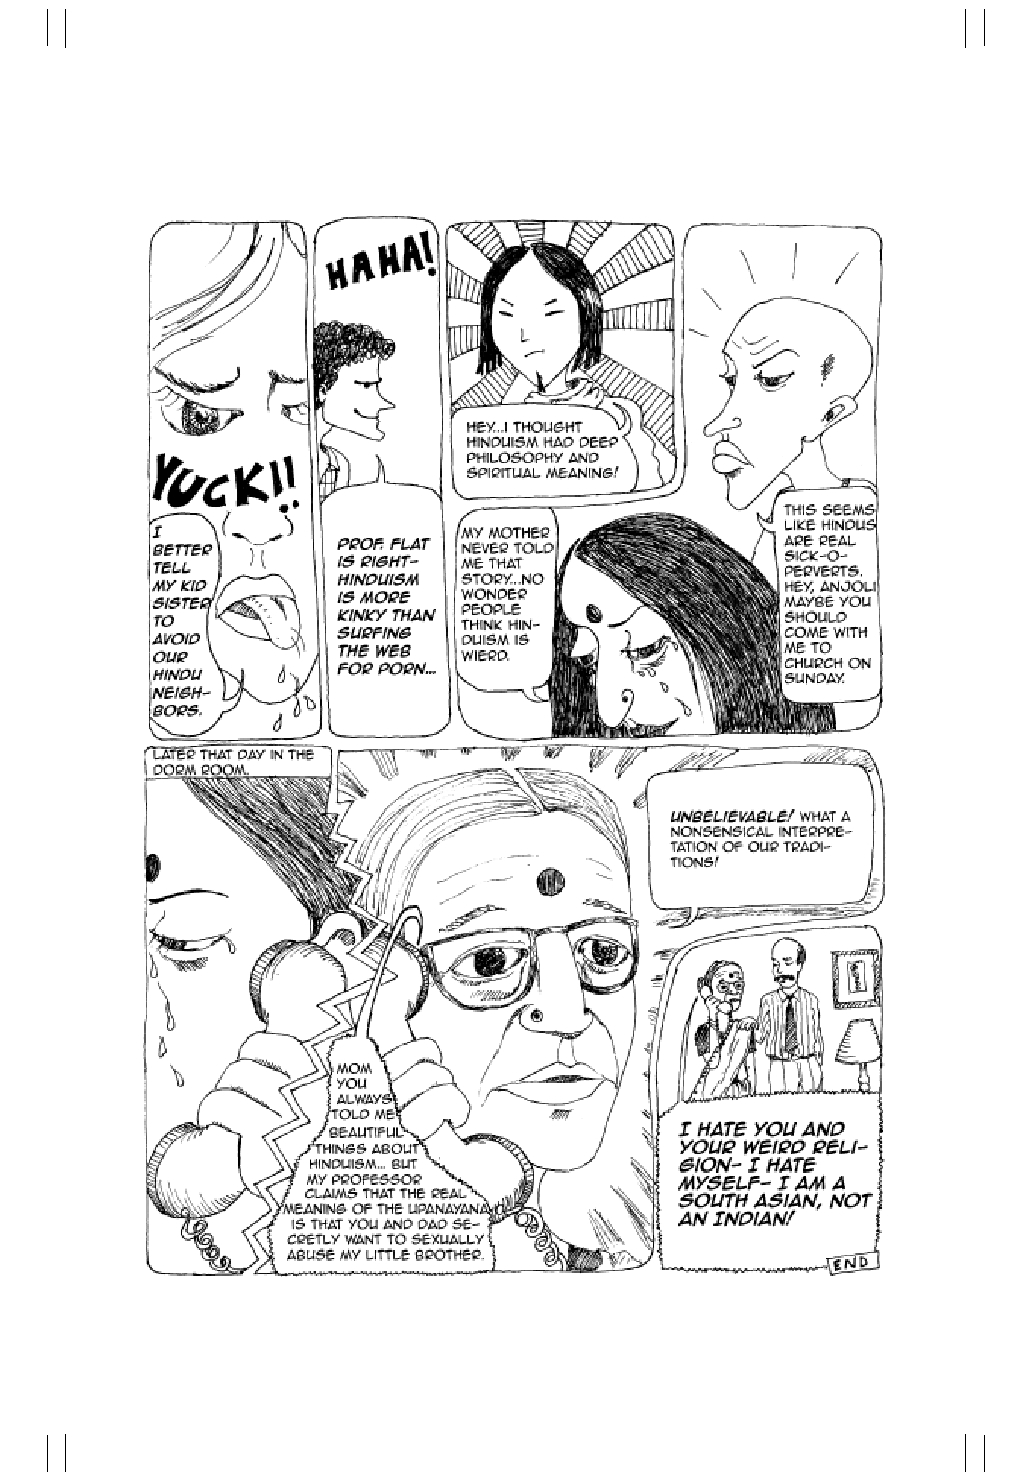 YUCK!!
I
BETTER
TELL
MY KID
SISTER
TO
AVOID
OUR
HINDU
NEIGH-
BORS.
HAHA!
PROF. FLAT
IS RIGHT-
HINDUISM
IS MORE
KINKY THAN
SURFING
THE WEB
FOR PORN...
HEY...I THOUGHT
HINDUISM HAD DEEP
PHILOSOPHY AND
SPIRITUAL MEANING!
MY MOTHER
NEVER TOLD
ME THAT
STORY...NO
WONDER
PEOPLE
THINK HIN-
DUISM IS
WIERD.
THIS SEEMS
LIKE HINDUS
ARE REAL
SICK-O-
PERVERTS.
HEY, ANJOLI
MAYBE YOU
SHOULD
COME WITH
ME TO
CHURCH ON
SUNDAY.
LATER THAT DAY IN THE
DORM ROOM.
MOM
YOU
ALWAYS
TOLD ME
BEAUTIFUL
THINGS ABOUT
HINDUISM... BUT
MY PROFESSOR
CLAIMS THAT THE REAL
MEANING OF THE UPANAYANA
IS THAT YOU AND DAD SE-
CRETLY WANT TO SEXUALLY
ABUSE MY LITTLE BROTHER.
UNBELIEVABLE! WHAT A
NONSENSICAL INTERPRE-
TATION OF OUR TRADI-
TIONS!
I HATE YOU AND
YOUR WEIRD RELI-
GION- I HATE
MYSELF- I AM A
SOUTH ASIAN, NOT
AN INDIAN!
END